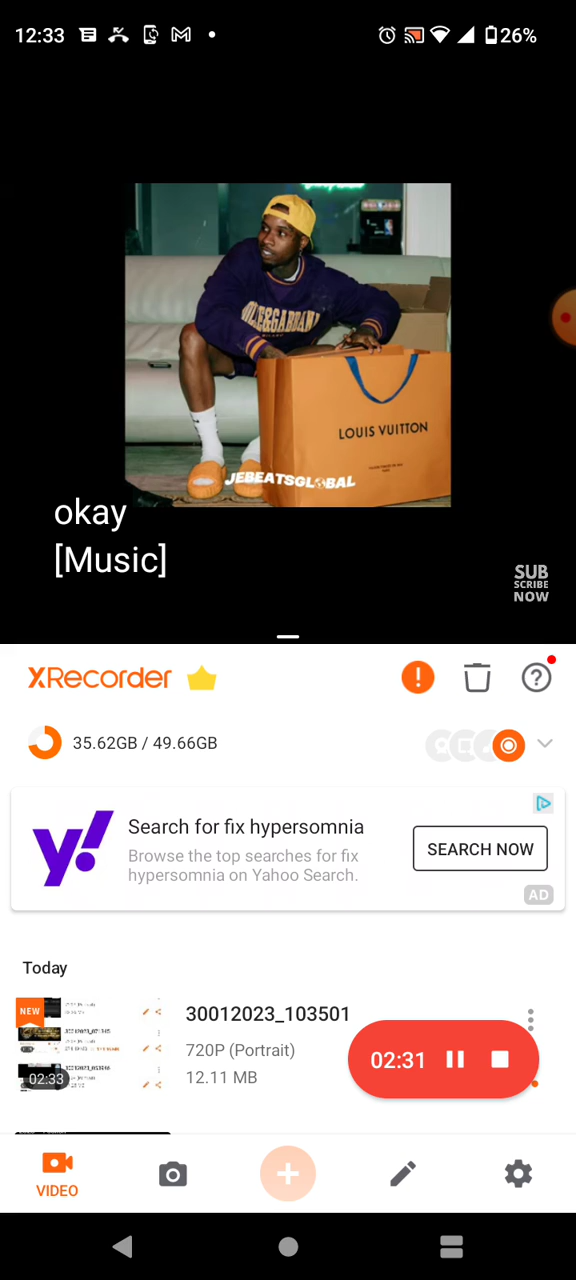 12:33
26%
DOLCE&GABBANA
LOUIS VUITTON
JEBEATSGLOBAL
okay
[Music]
SUB
SCRIBE
NOW
XRecorder
35.62GB / 49.66GB
y!
Search for fix hypersomnia
Browse the top searches for fix
hypersomnia on Yahoo Search.
SEARCH NOW
AD
Today
NEW
02:33
30012023_103501
720P (Portrait)
12.11 MB
02:31
VIDEO